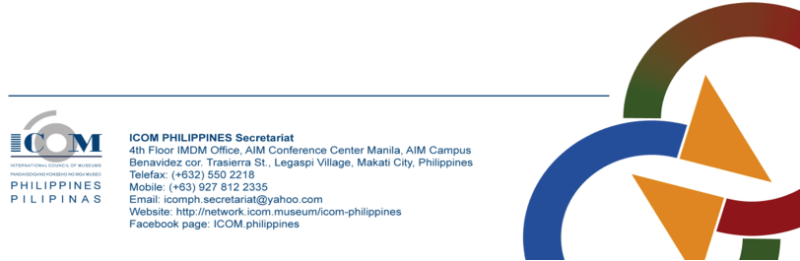 ICOM
INTERNATIONAL COUNCIL OF MUSEUMS
PANDAIGDIGANG KONSEHO NG MGA MUSEO
PHILIPPINES
PILIPINAS
ICOM PHILIPPINES Secretariat
4th Floor IMDM Office, AIM Conference Center Manila, AIM Campus
Benavidez cor. Trasierra St., Legaspi Village, Makati City, Philippines
Telefax: (+632) 550 2218
Mobile: (+63) 927 812 2335
Email: icomph.secretariat@yahoo.com
Website: http://network.icom.museum/icom-philippines
Facebook page: ICOM.philippines